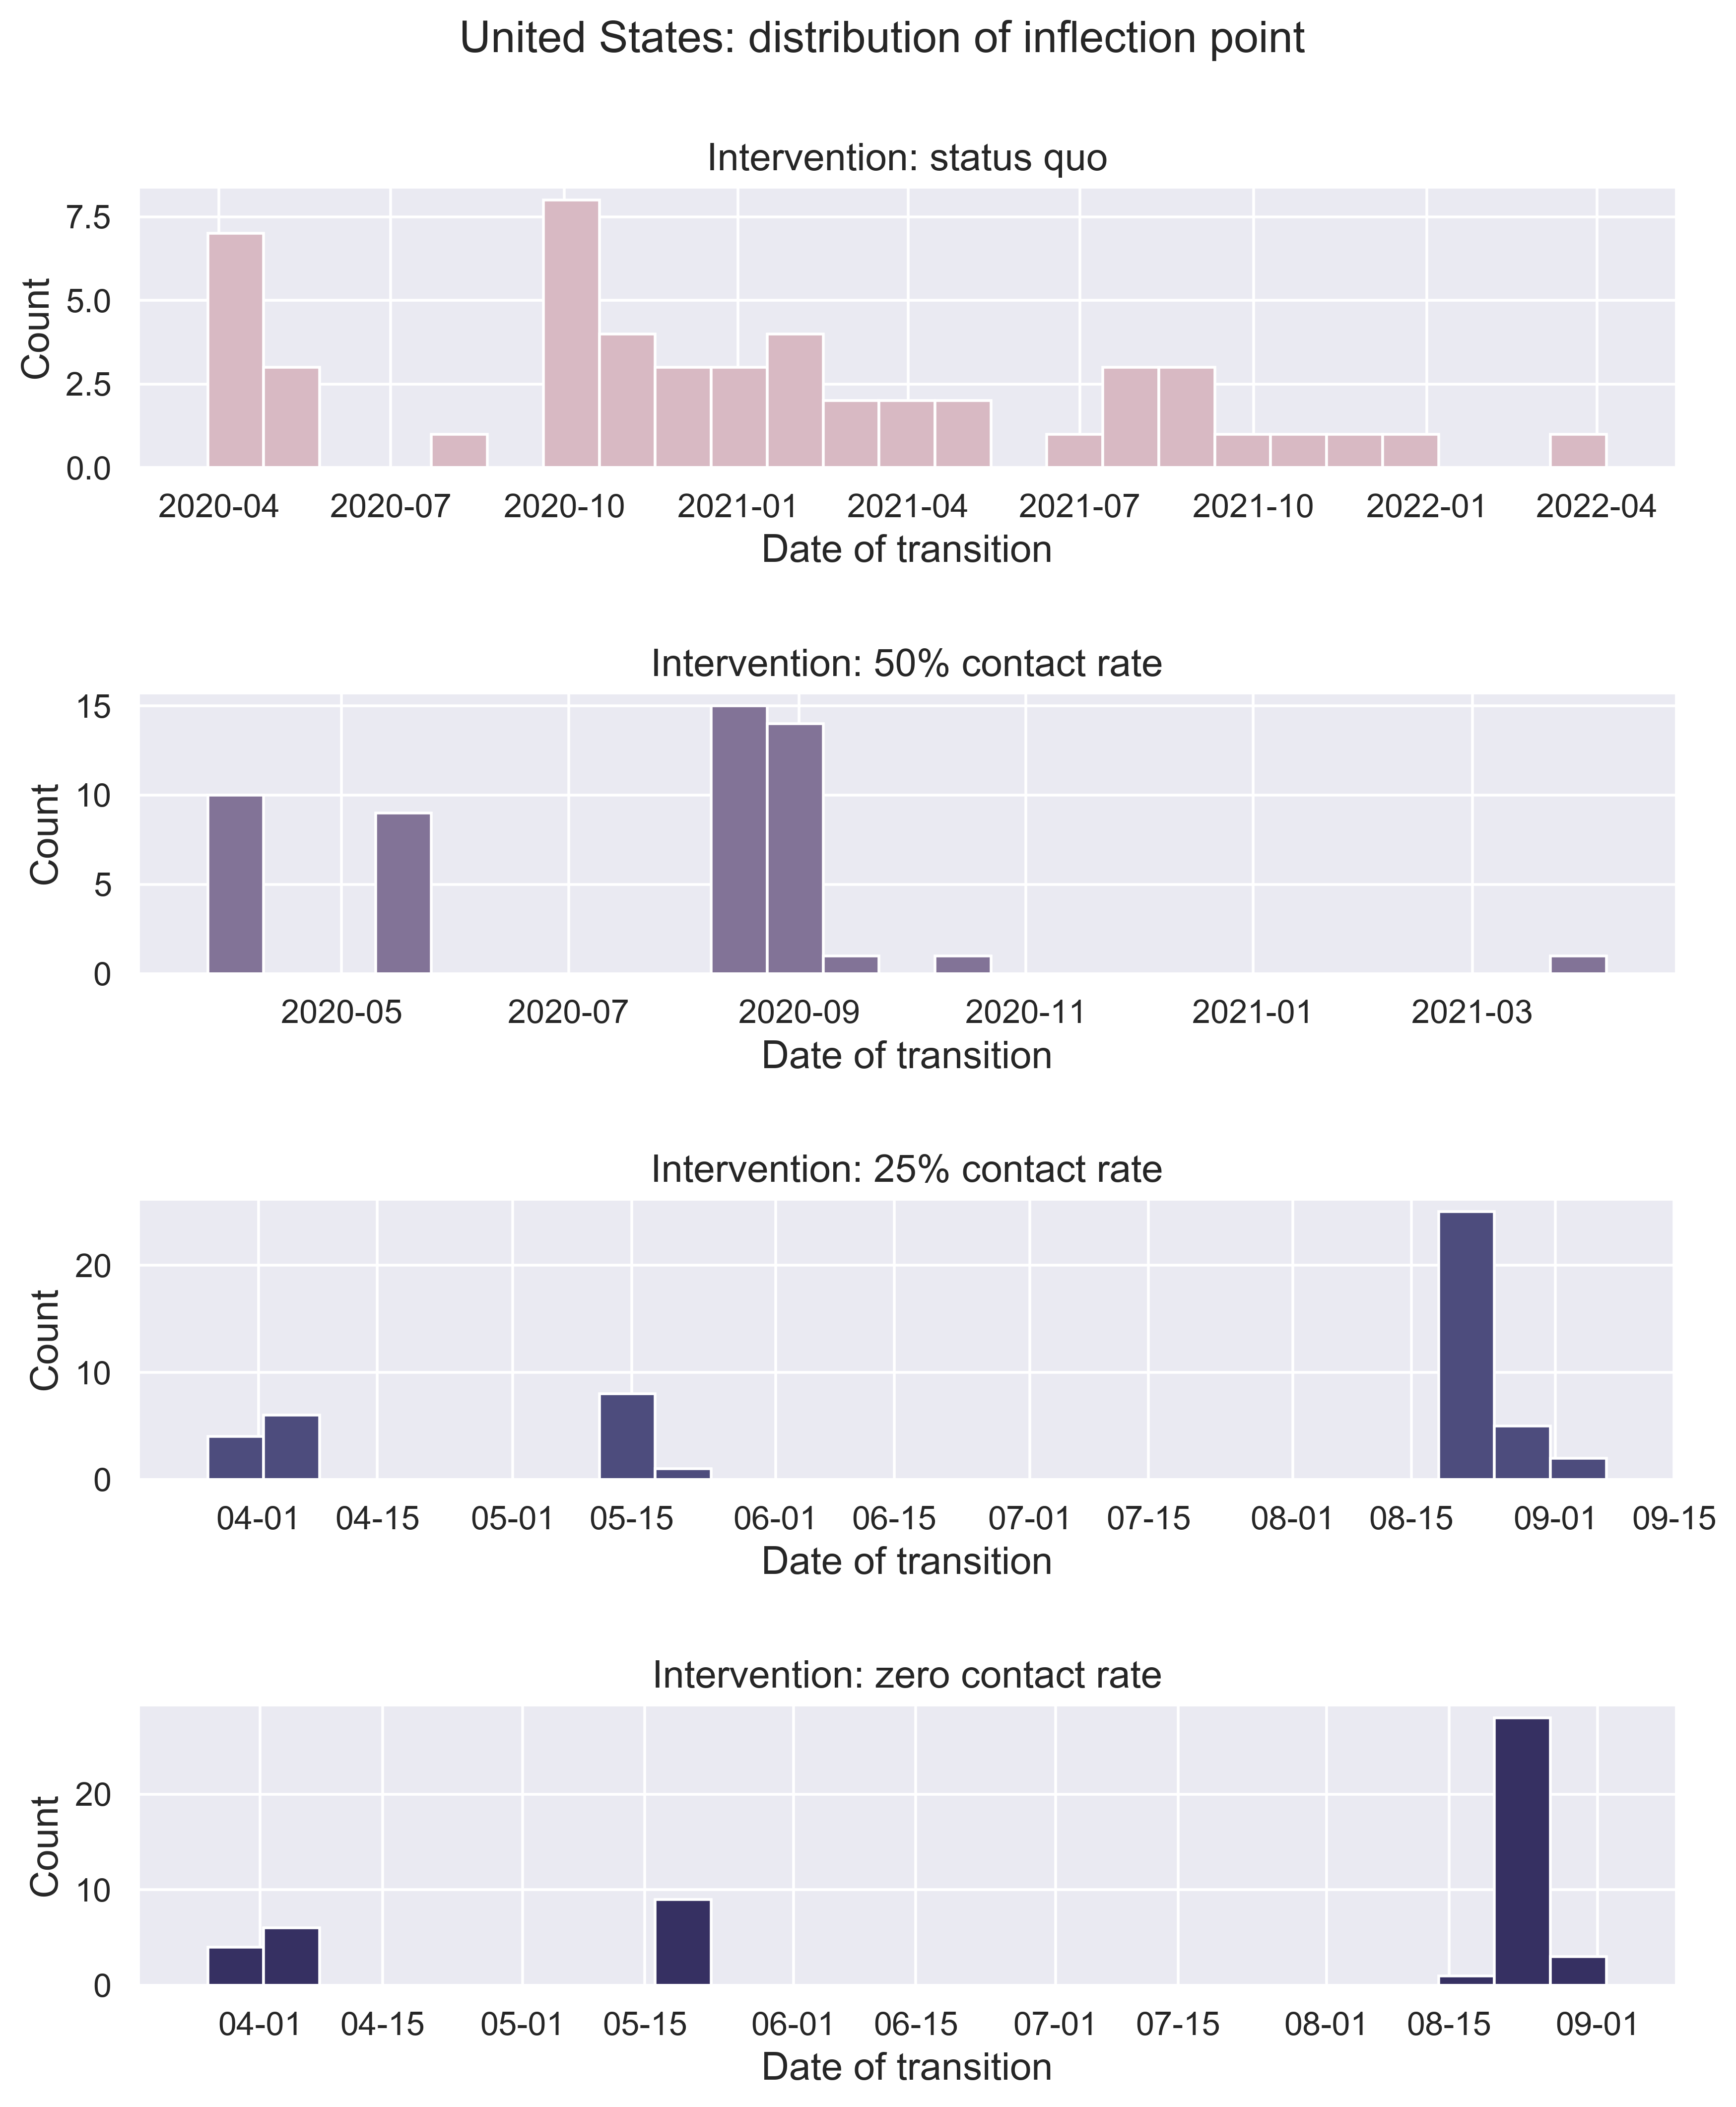 United States: distribution of inflection point
Intervention: status quo
Count
7.5
5.0
2.5
0.0
2020-04 2020-07 2020-10 2021-01 2021-04 2021-07 2021-10 2022-01 2022-04
Date of transition
Intervention: 50% contact rate
Count
15
10
5
0
2020-05 2020-07 2020-09 2020-11 2021-01 2021-03
Date of transition
Intervention: 25% contact rate
Count
20
10
0
04-01 04-15 05-01 05-15 06-01 06-15 07-01 07-15 08-01 08-15 09-01 09-15
Date of transition
Intervention: zero contact rate
Count
20
10
0
04-01 04-15 05-01 05-15 06-01 06-15 07-01 07-15 08-01 08-15 09-01
Date of transition